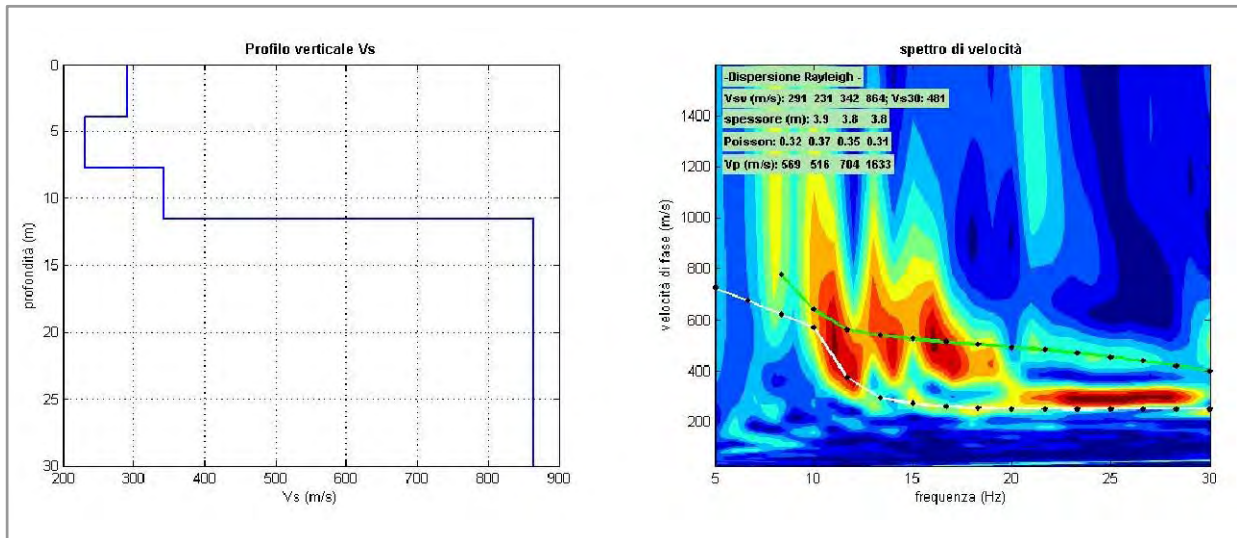 Profilo verticale Vs
0
5
10
15
20
25
30
profondità (m)
200 300 400 500 600 700 800 900
Vs (m/s)
spettro di velocità
-Dispersione Rayleigh -
Vsv (m/s): 291 231 342 864; Vs30: 481
spessore (m): 3.9 3.8 3.8
Poisson: 0.32 0.37 0.35 0.31
Vp (m/s): 569 516 704 1633
1400
1200
1000
800
600
400
200
velocità di fase (m/s)
5 10 15 20 25 30
frequenza (Hz)